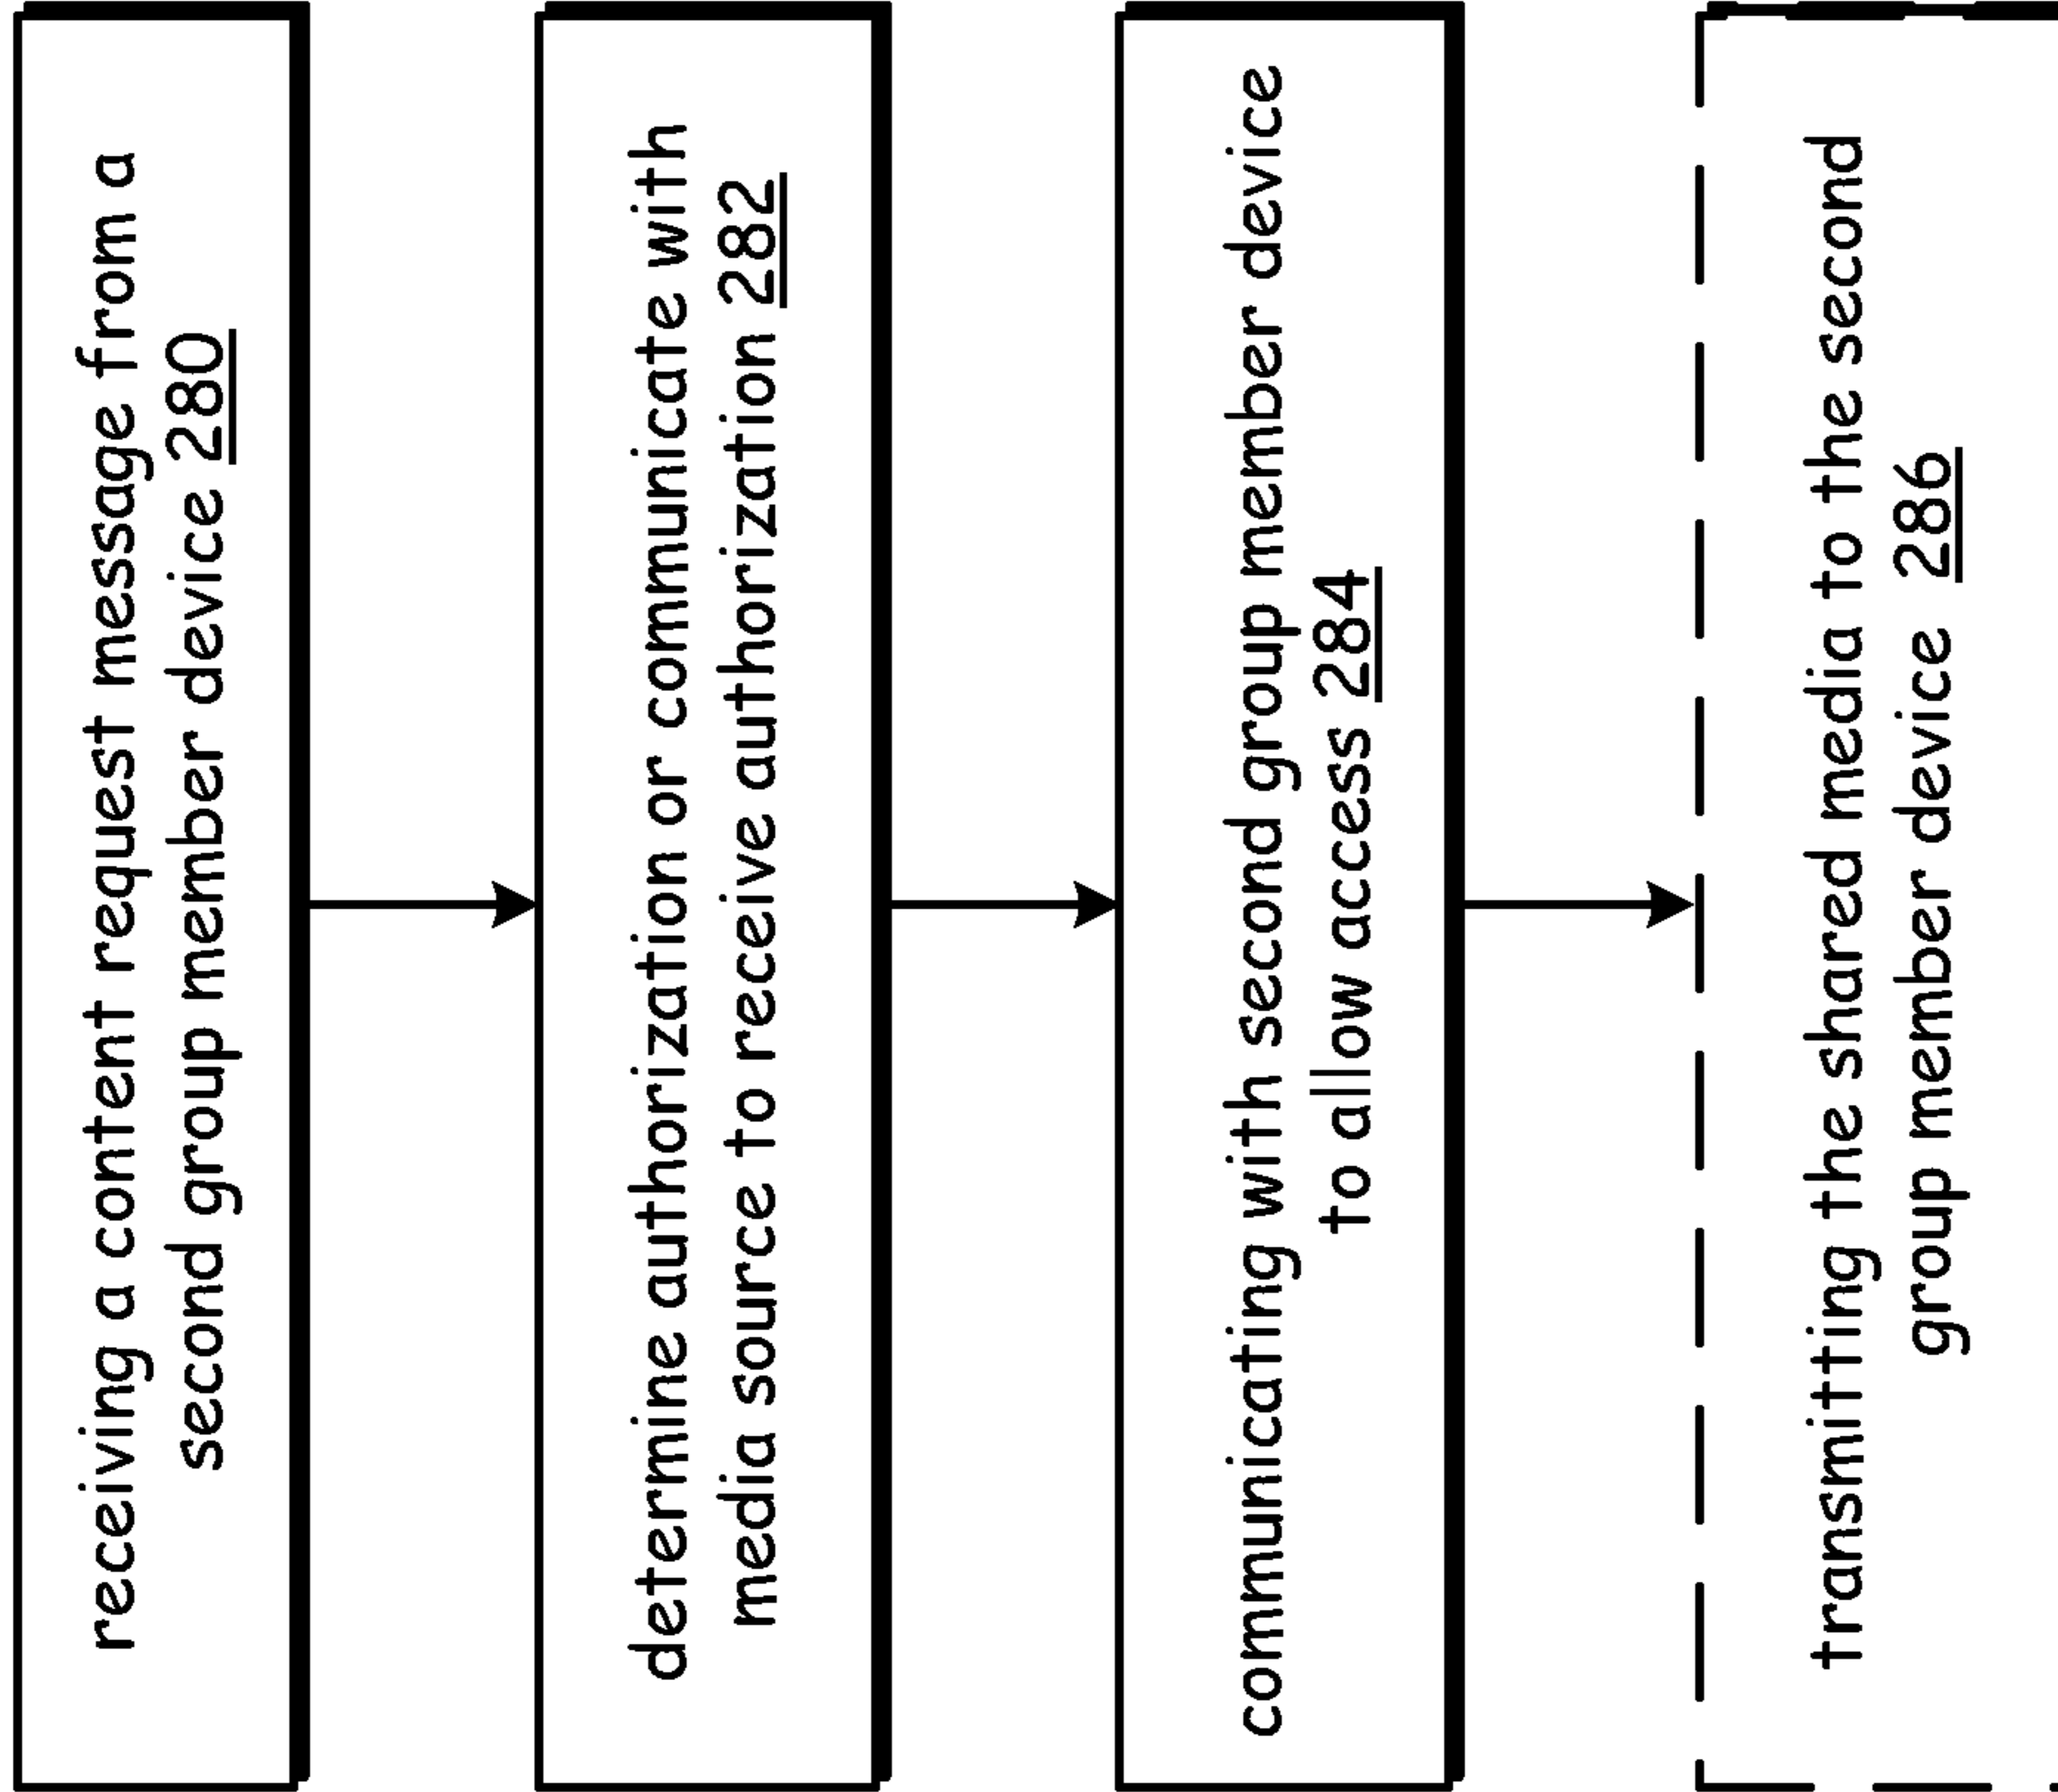 receiving a content request message from a
second group member device 280
determine authorization or communicate with
media source to receive authorization 282
communicating with second group member device
to allow access 284
transmitting the shared media to the second
group member device 286